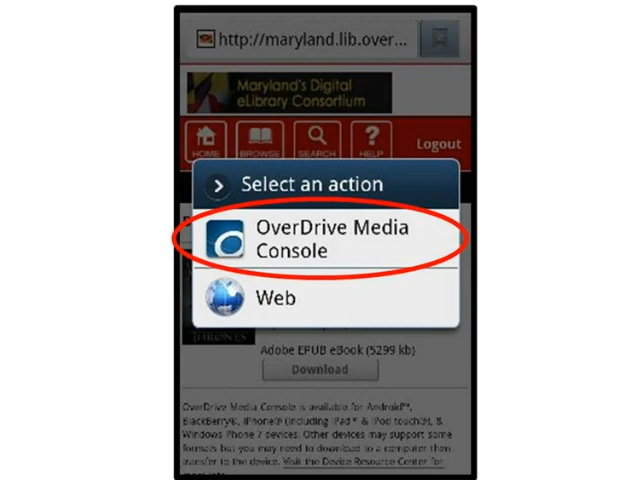 http://maryland.lib.over...
Maryland's Digital
eLibrary Consortium
HOME BROWSE SEARCH HELP Logout
Select an action
OverDrive Media
Console
Web
THRONES
Adobe EPUB eBook (5299 kb)
Download
OverDrive Media Console is available for Android™,
BlackBerry®, iPhone® (including iPad® & iPod touch®), &
Windows Phone 7 devices. Other devices may support some
formats but you may need to download to a computer then
transfer to the device. Visit the Device Resource Center for